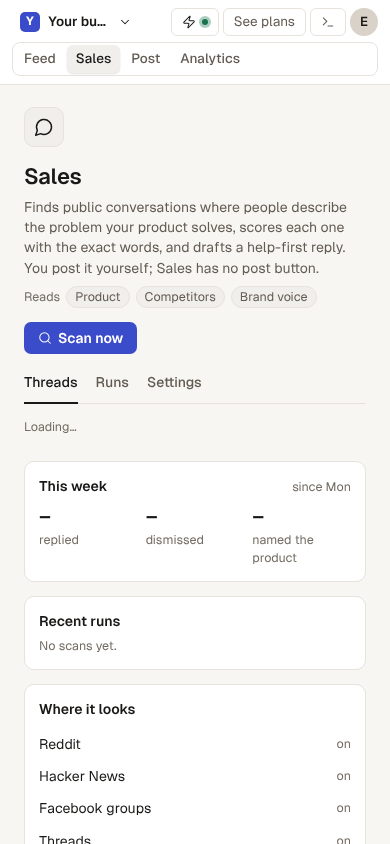 Y Your bu...
See plans
E
Feed Sales Post Analytics
Sales
Finds public conversations where people describe
the problem your product solves, scores each one
with the exact words, and drafts a help-first reply.
You post it yourself; Sales has no post button.
Reads Product Competitors Brand voice
Scan now
Threads Runs Settings
Loading...
This week since Mon
– – –
replied dismissed named the
product
Recent runs
No scans yet.
Where it looks
Reddit on
Hacker News on
Facebook groups on
Threads on